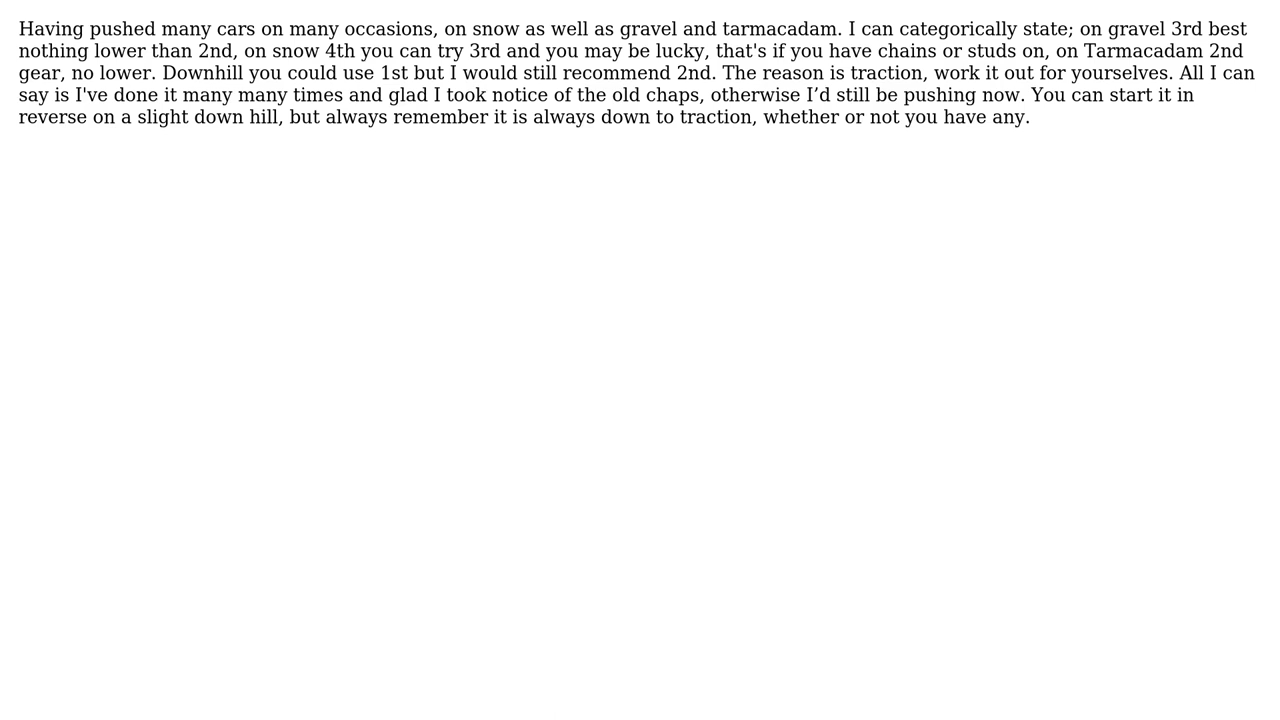 Having pushed many cars on many occasions, on snow as well as gravel and tarmacadam. I can categorically state; on gravel 3rd best
nothing lower than 2nd, on snow 4th you can try 3rd and you may be lucky, that's if you have chains or studs on, on Tarmacadam 2nd
gear, no lower. Downhill you could use 1st but I would still recommend 2nd. The reason is traction, work it out for yourselves. All I can
say is I've done it many many times and glad I took notice of the old chaps, otherwise I’d still be pushing now. You can start it in
reverse on a slight down hill, but always remember it is always down to traction, whether or not you have any.